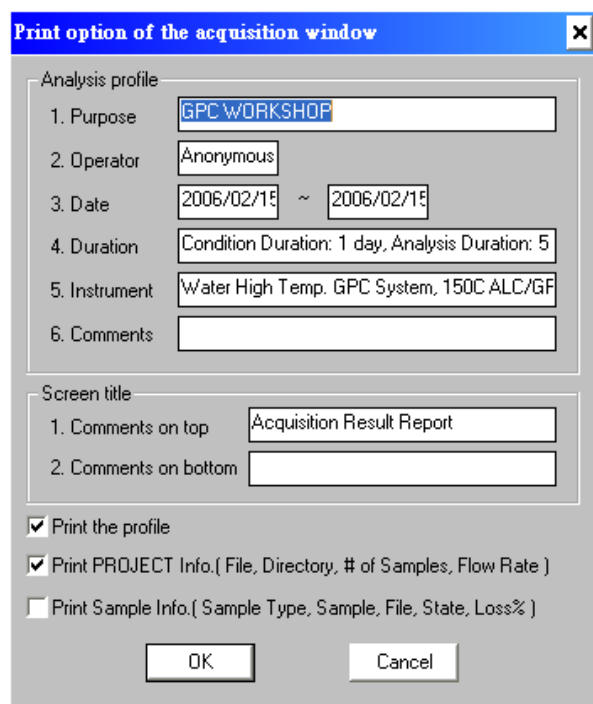 Print option of the acquisition window
Analysis profile
1. Purpose GPC WORKSHOP
2. Operator Anonymous
3. Date 2006/02/15 ~ 2006/02/15
4. Duration Condition Duration: 1 day, Analysis Duration: 5
5. Instrument Water High Temp. GPC System, 150C ALC/GP
6. Comments
Screen title
1. Comments on top Acquisition Result Report
2. Comments on bottom
Print the profile
Print PROJECT Info.( File, Directory, # of Samples, Flow Rate )
Print Sample Info.( Sample Type, Sample, File, State, Loss% )
OK Cancel